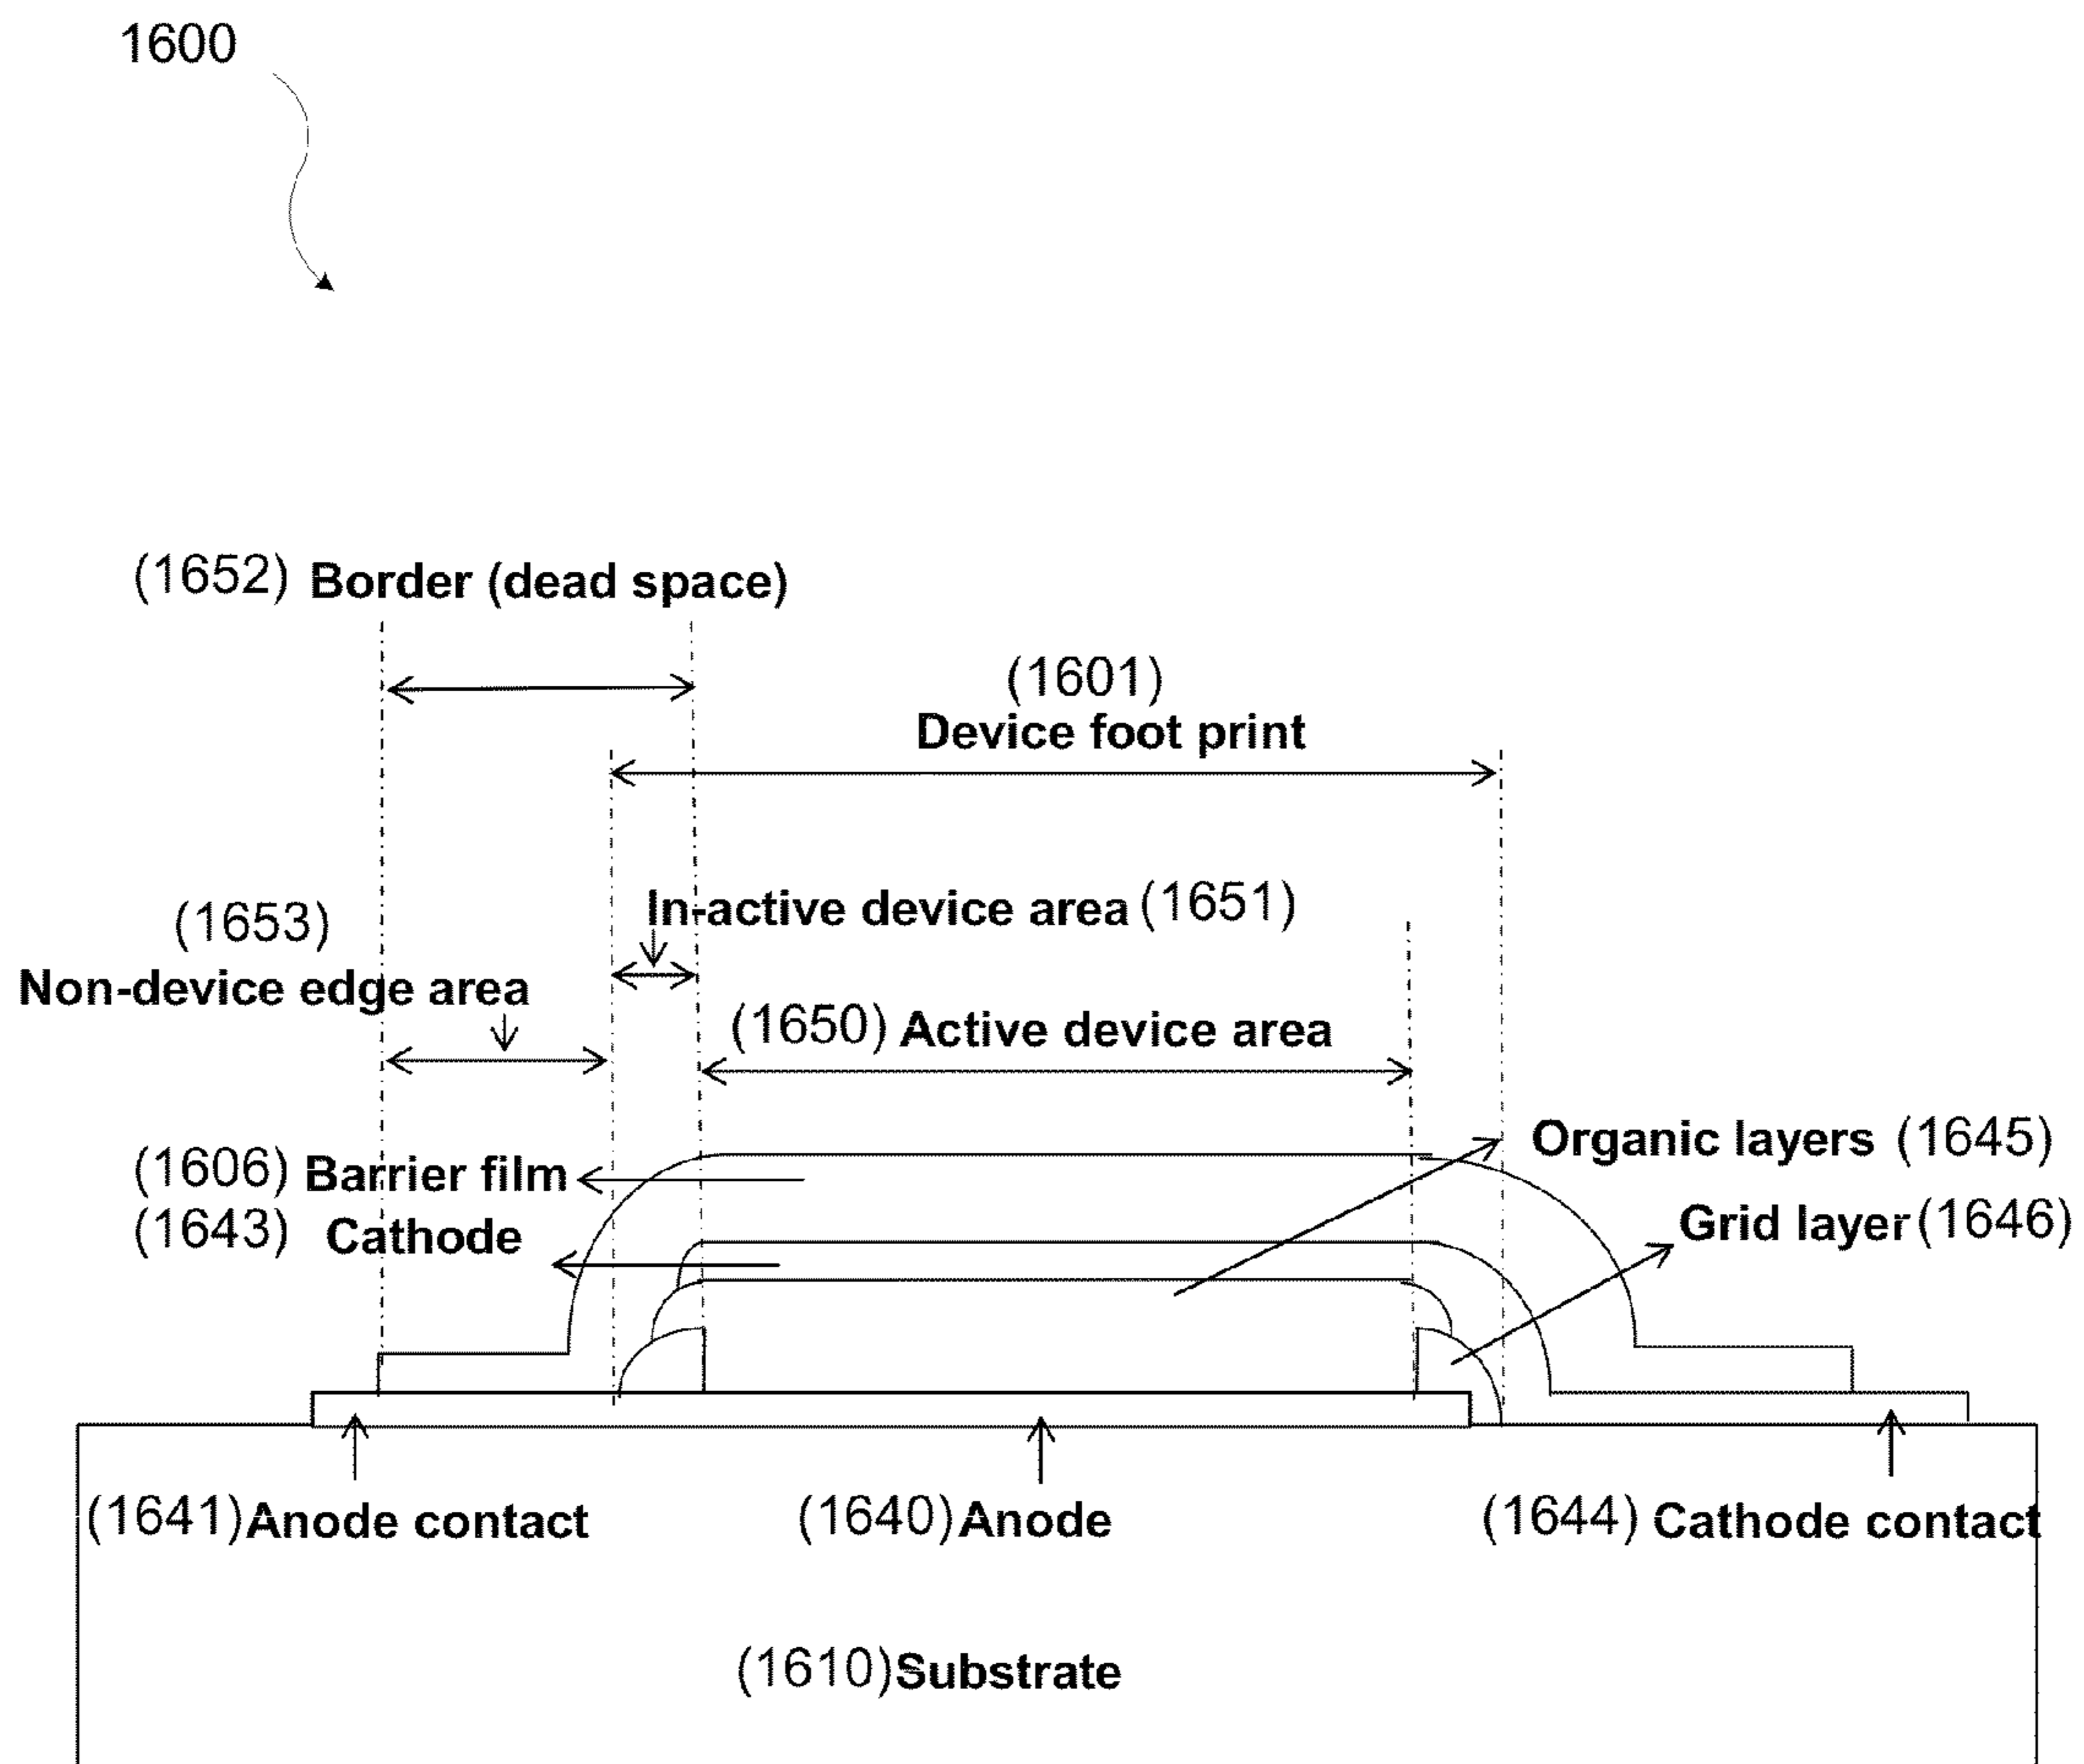 1600
(1652) Border (dead space)
(1601)
Device foot print
In-active device area (1651)
(1653)
Non-device edge area
(1650) Active device area
Organic layers (1645)
(1606) Barrier film
Grid layer (1646)
(1643) Cathode
(1641) Anode contact
(1640) Anode
(1644) Cathode contact
(1610) Substrate